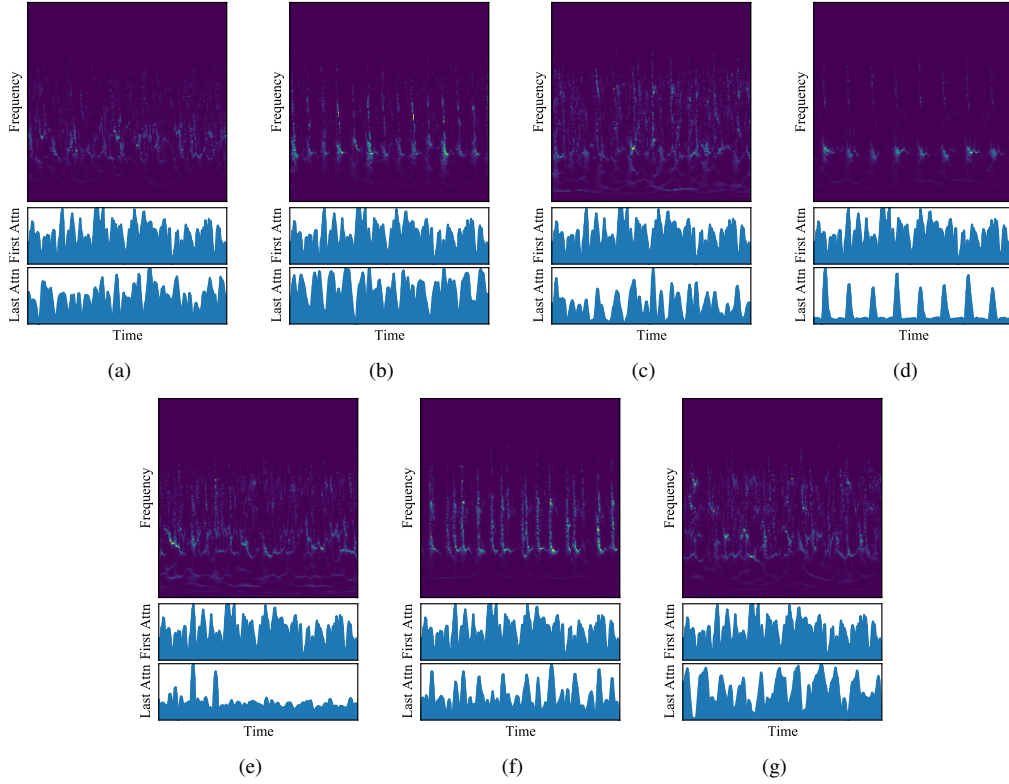 Frequency
First Attn
Last Attn
Time
(a)
Frequency
First Attn
Last Attn
Time
(b)
Frequency
First Attn
Last Attn
Time
(c)
Frequency
First Attn
Last Attn
Time
(d)
Frequency
First Attn
Last Attn
Time
(e)
Frequency
First Attn
Last Attn
Time
(f)
Frequency
First Attn
Last Attn
Time
(g)